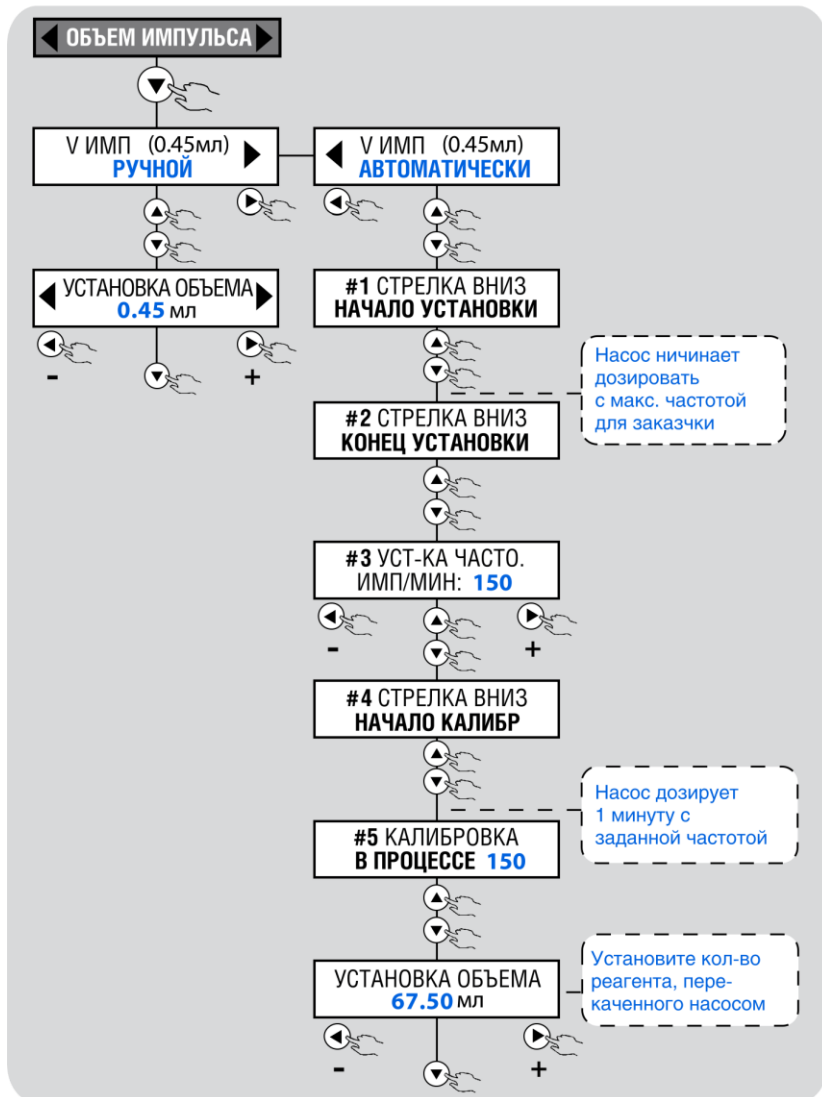 ОБЪЕМ ИМПУЛЬСА
V ИМП (0.45мл)
РУЧНОЙ
V ИМП (0.45мл)
АВТОМАТИЧЕСКИ
УСТАНОВКА ОБЪЕМА
0.45 мл
- +
#1 СТРЕЛКА ВНИЗ
НАЧАЛО УСТАНОВКИ
Насос ничинает
дозировать
с макс. частотой
для заказчки
#2 СТРЕЛКА ВНИЗ
КОНЕЦ УСТАНОВКИ
#3 УСТ-КА ЧАСТО.
ИМП/МИН: 150
- +
#4 СТРЕЛКА ВНИЗ
НАЧАЛО КАЛИБР
Насос дозирует
1 минуту с
заданной частотой
#5 КАЛИБРОВКА
В ПРОЦЕССЕ 150
УСТАНОВКА ОБЪЕМА
67.50 мл
Установите кол-во
реагента, пере-
каченного насосом
- +